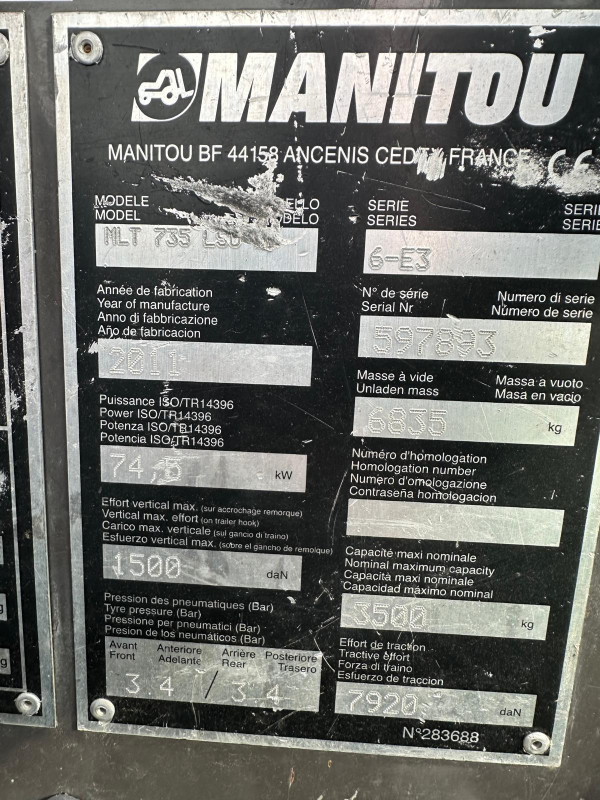 MANITOU
MANITOU BF 44158 ANCENIS CEDEX FRANCE CE
MODELE
MODEL
MLT 735
SERIE
SERIES
SERIE
6-E3
Année de fabrication
Year of manufacture
Anno di fabbricazione
Año de fabricacion
2011
N° de série Numero di serie
Serial Nr Número de serie
597893
Puissance ISO/TR14396
Power ISO/TR14396
Potenza ISO/TR14396
Potencia ISO/TR14396
74,5 kW
Masse à vide Massa a vuoto
Unladen mass Masa en vacio
6835 kg
Numéro d'homologation
Homologation number
Numero d'omologazione
Contraseña homologacion
Effort vertical max. (sur accrochage remorque)
Vertical max. effort (on trailer hook)
Carico max. verticale (sul gancio di traino)
Esfuerzo vertical max. (sobre el gancho de remolque)
1500 daN
Capacité maxi nominale
Nominal maximum capacity
Capacità maxi nominale
Capacidad máximo nominal
3500 kg
Pression des pneumatiques (Bar)
Tyre pressure (Bar)
Pressione per pneumatici (Bar)
Presion de los neumáticos (Bar)
Avant Anteriore Arrière Posteriore
Front Adelante Rear Trasero
3 4 / 3 4
Effort de traction
Tractive effort
Forza di traino
Esfuerzo de traccion
7920 daN
N°283688